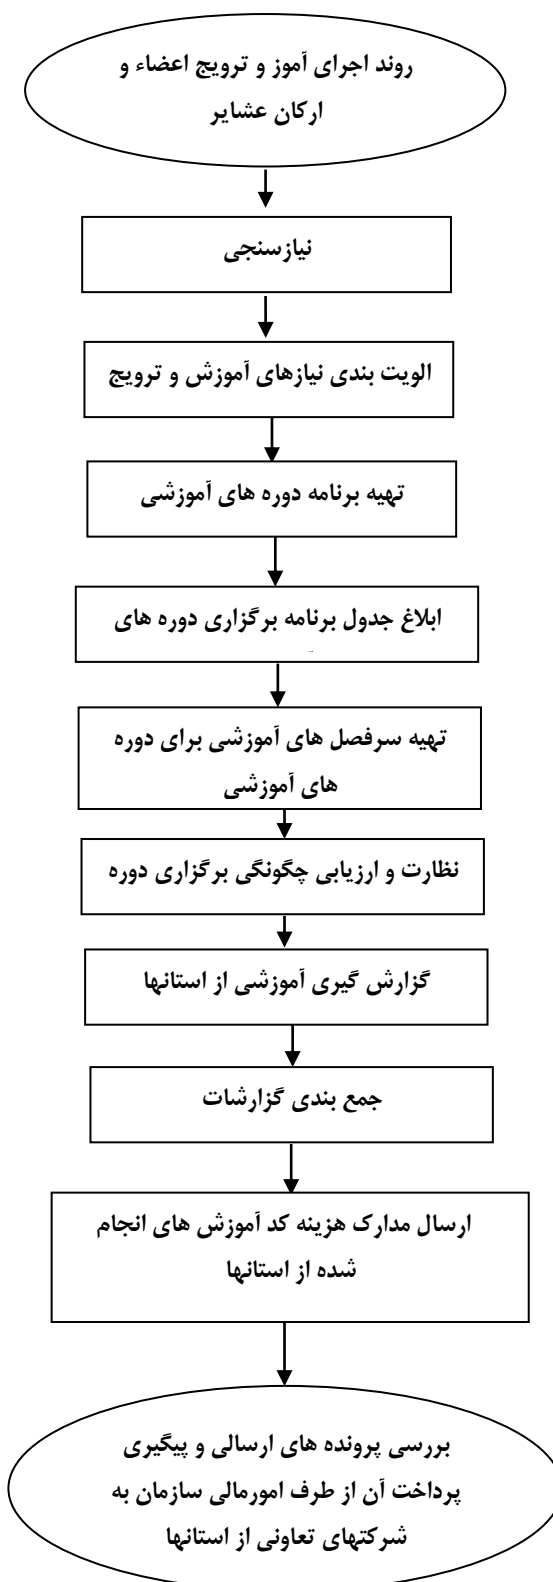 روند اجرای آموز و ترویج اعضاء و
ارکان عشایر
نیازسنجی
الویت بندی نیازهای آموزش و ترویج
تهیه برنامه دوره های آموزشی
ابلاغ جدول برنامه برگزاری دوره های
تهیه سرفصل های آموزشی برای دوره
های آموزشی
نظارت و ارزیابی چگونگی برگزاری دوره
گزارش گیری آموزشی از استانها
جمع بندی گزارشات
ارسال مدارک هزینه کد آموزش های انجام
شده از استانها
بررسی پرونده های ارسالی و پیگیری
پرداخت آن از طرف امورمالی سازمان به
شرکتهای تعاونی از استانها